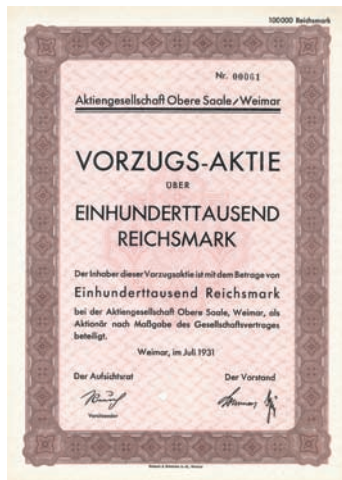 100000 Reichsmark
Nr. 00061
Aktiengesellschaft Obere Saale/Weimar
VORZUGS-AKTIE
ÜBER
EINHUNDERTTAUSEND
REICHSMARK
Der Inhaber dieser Vorzugsaktie ist mit dem Betrage von
Einhunderttausend Reichsmark
bei der Aktiengesellschaft Obere Saale, Weimar, als
Aktionär nach Maßgabe des Gesellschaftsvertrages
beteiligt.
Weimar, im Juli 1931
Der Aufsichtsrat Der Vorstand
Vorsitzender